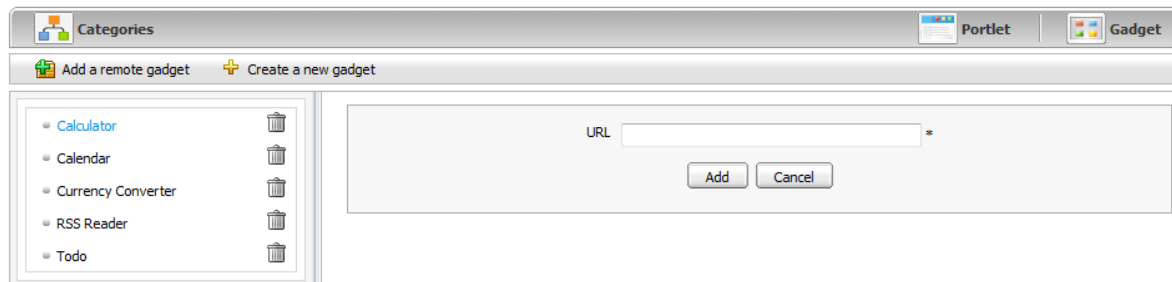 Categories Portlet Gadget
Add a remote gadget Create a new gadget
Calculator
Calendar
Currency Converter
RSS Reader
Todo
URL *
Add Cancel